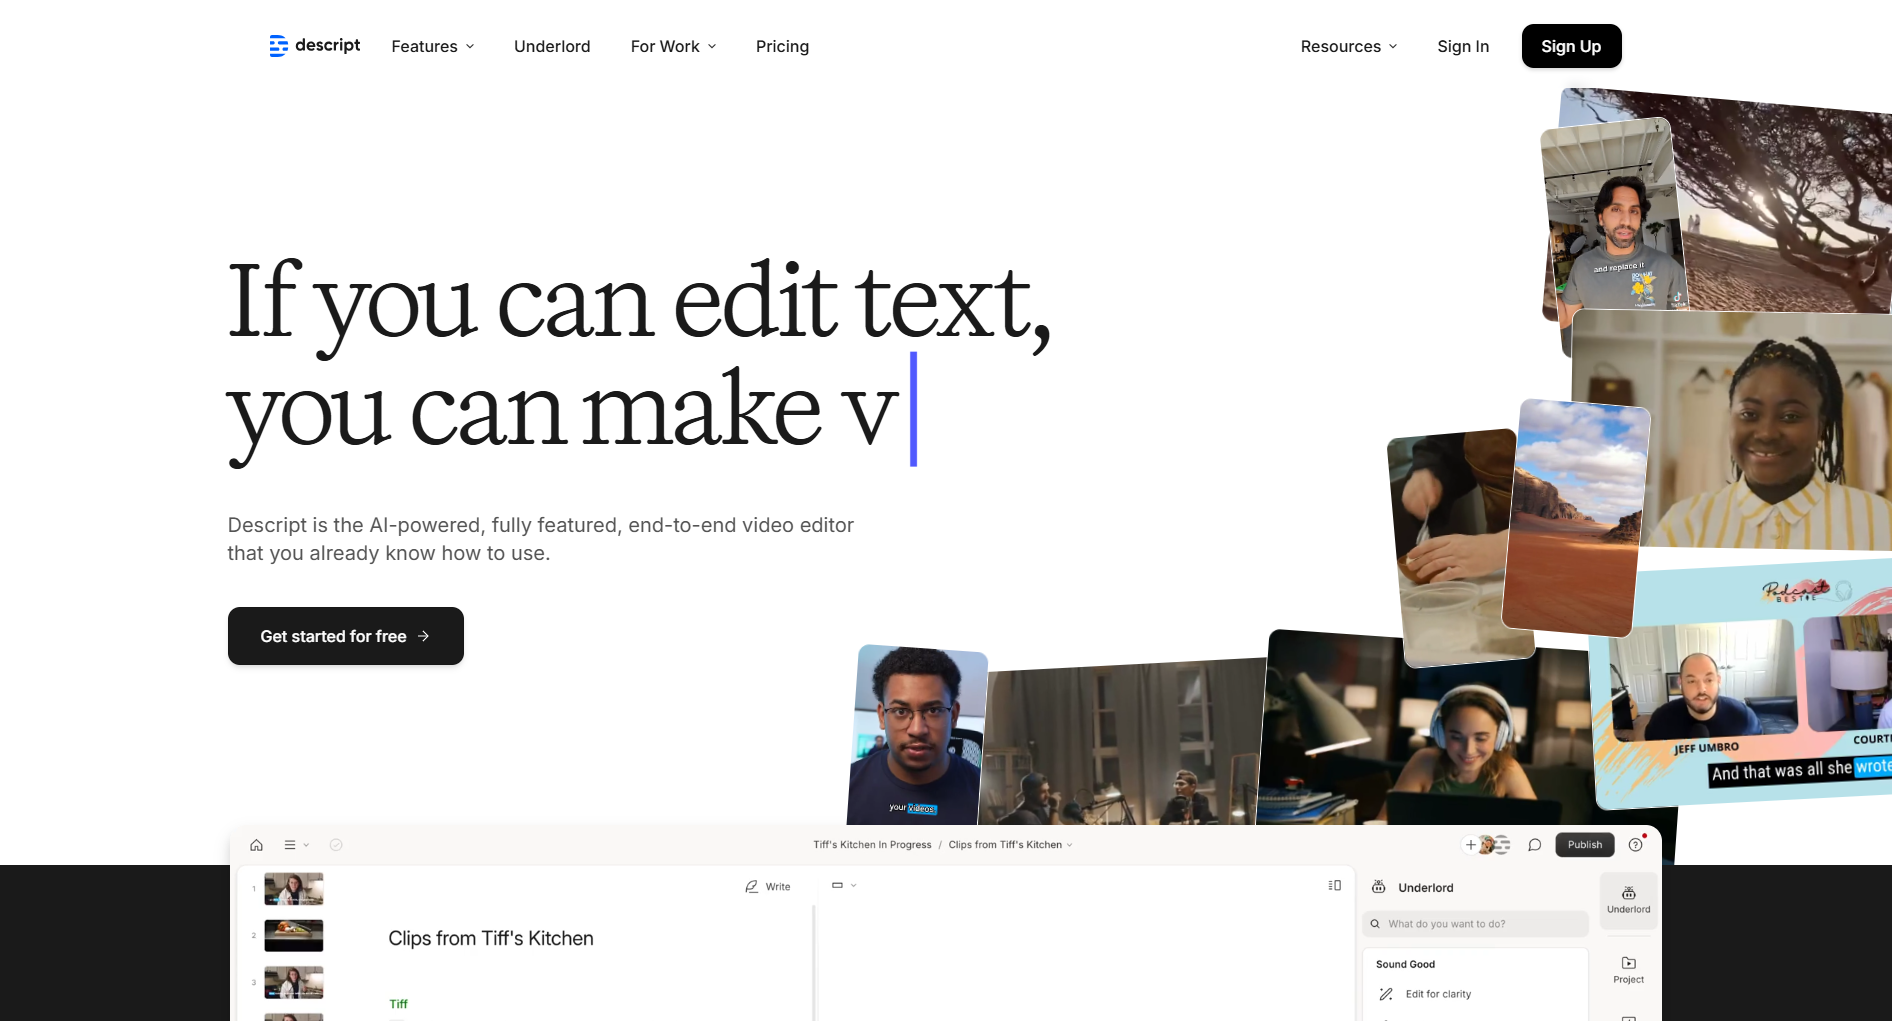 descript
Features
Underlord
For Work
Pricing
Resources
Sign In
Sign Up
and replace it
TikTok
If you can edit text,
you can make v
Descript is the AI-powered, fully featured, end-to-end video editor
that you already know how to use.
Get started for free
Podcast
BESTIE
JEFF UMBRO
COURT
And that was all she wrote
your videos
Tiff's Kitchen In Progress / Clips from Tiff's Kitchen
Publish
1
Write
Underlord
Underlord
What do you want to do?
2
Clips from Tiff's Kitchen
Sound Good
Project
3
Edit for clarity
Tiff